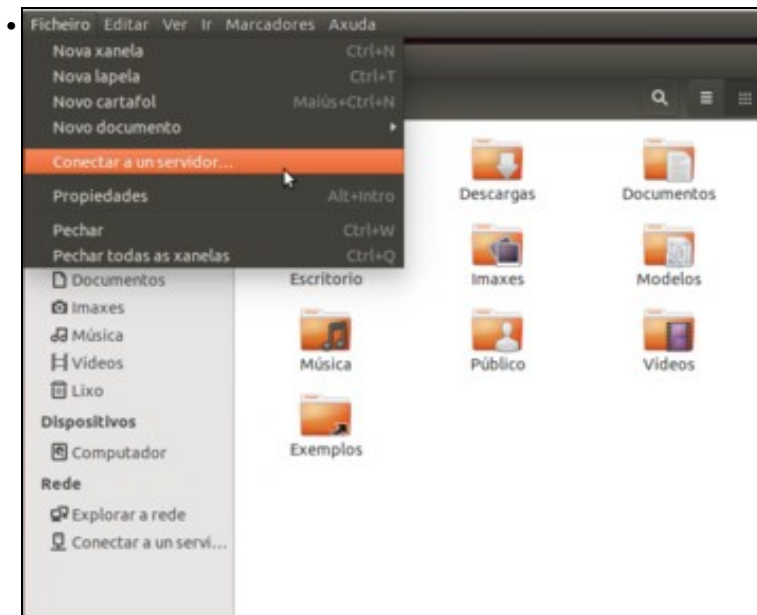 Ficheiro Editar Ver Ir Marcadores Axuda
Nova xanela Ctrl+N
Nova lapela Ctrl+T
Novo cartafol Maiús+Ctrl+N
Novo documento
Conectar a un servidor...
Propiedades Alt+Intro
Pechar Ctrl+W
Pechar todas as xanelas Ctrl+Q
Documentos
Imaxes
Música
Vídeos
Lixo
Dispositivos
Computador
Rede
Explorar a rede
Conectar a un servi...
Descargas Documentos
Escritorio Imaxes Modelos
Música Público Vídeos
Exemplos